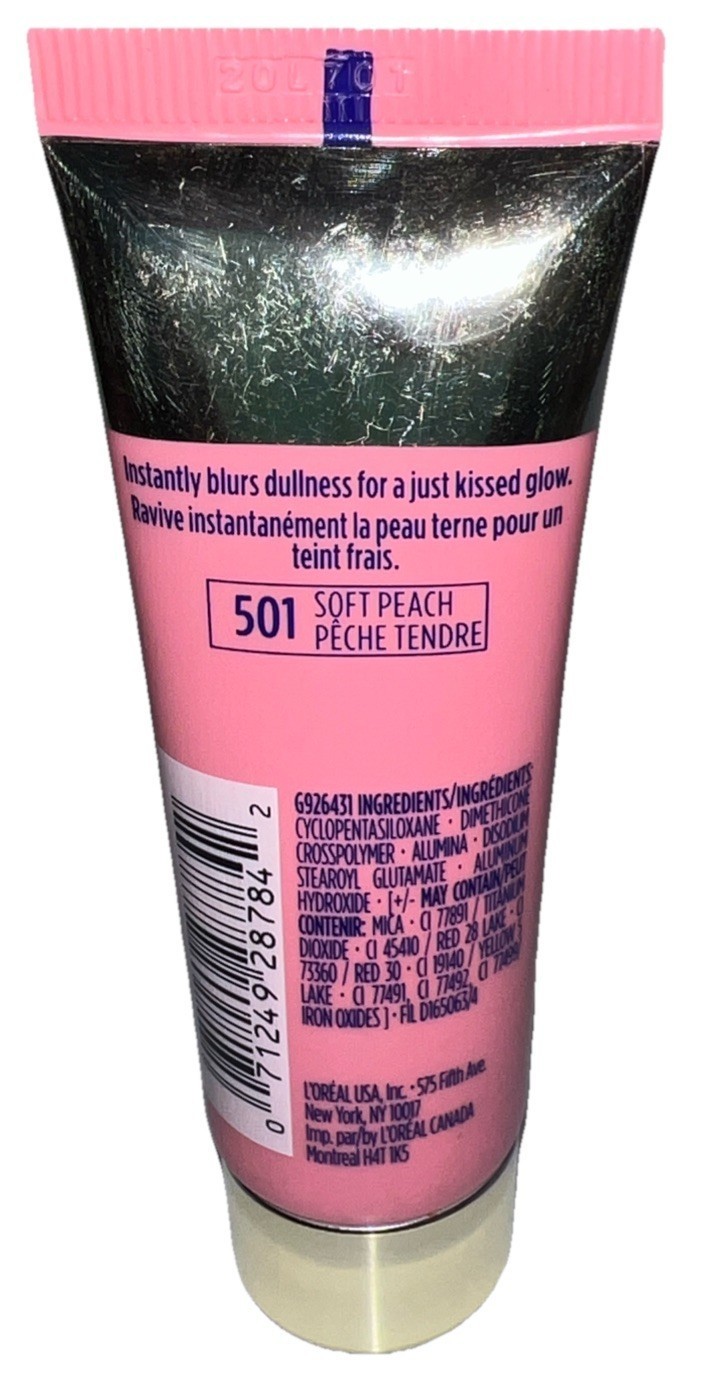 20L701
Instantly blurs dullness for a just kissed glow.
Ravive instantanément la peau terne pour un
teint frais.
501 SOFT PEACH
PÊCHE TENDRE
G926431 INGREDIENTS/INGRÉDIENTS:
CYCLOPENTASILOXANE • DIMETHICONE
CROSSPOLYMER • ALUMINA • DISODIUM
STEAROYL GLUTAMATE • ALUMINUM
HYDROXIDE • [+/- MAY CONTAIN/PEUT
CONTENIR: MICA • CI 77891 / TITANIUM
DIOXIDE • CI 45410 / RED 28 LAKE • CI
73360 / RED 30 • CI 19140 / YELLOW 5
LAKE • CI 77491, CI 77492, CI 77499
IRON OXIDES ] • FIL D165063/4
0 71249 28784 2
L'ORÉAL USA, Inc. • 575 Fifth Ave.
New York, NY 10017
Imp. par/by L'ORÉAL CANADA
Montreal H4T 1K5